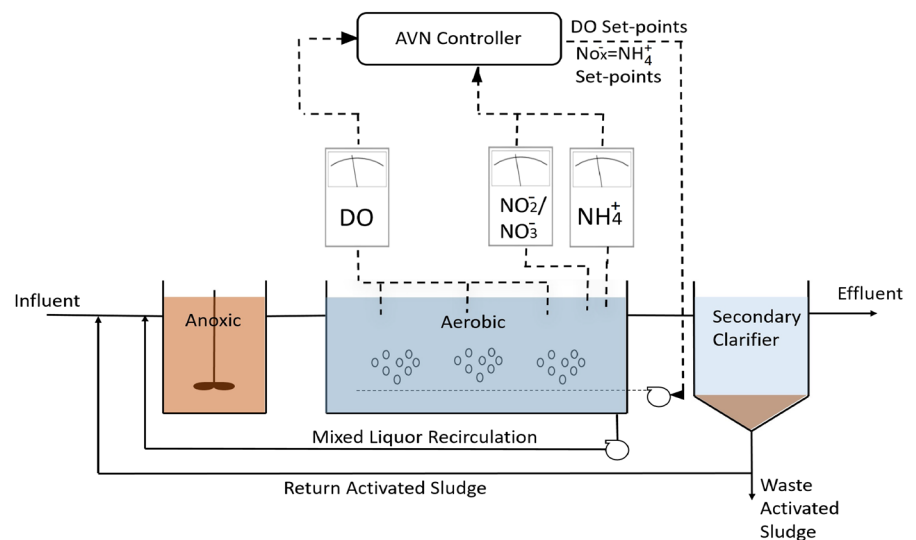 AVN Controller
DO Set-points
No⁻ₓ=NH₄⁺
Set-points
DO
NO₂⁻/
NO₃⁻
NH₄⁺
Influent
Anoxic
Aerobic
Secondary
Clarifier
Effluent
Mixed Liquor Recirculation
Return Activated Sludge
Waste
Activated
Sludge